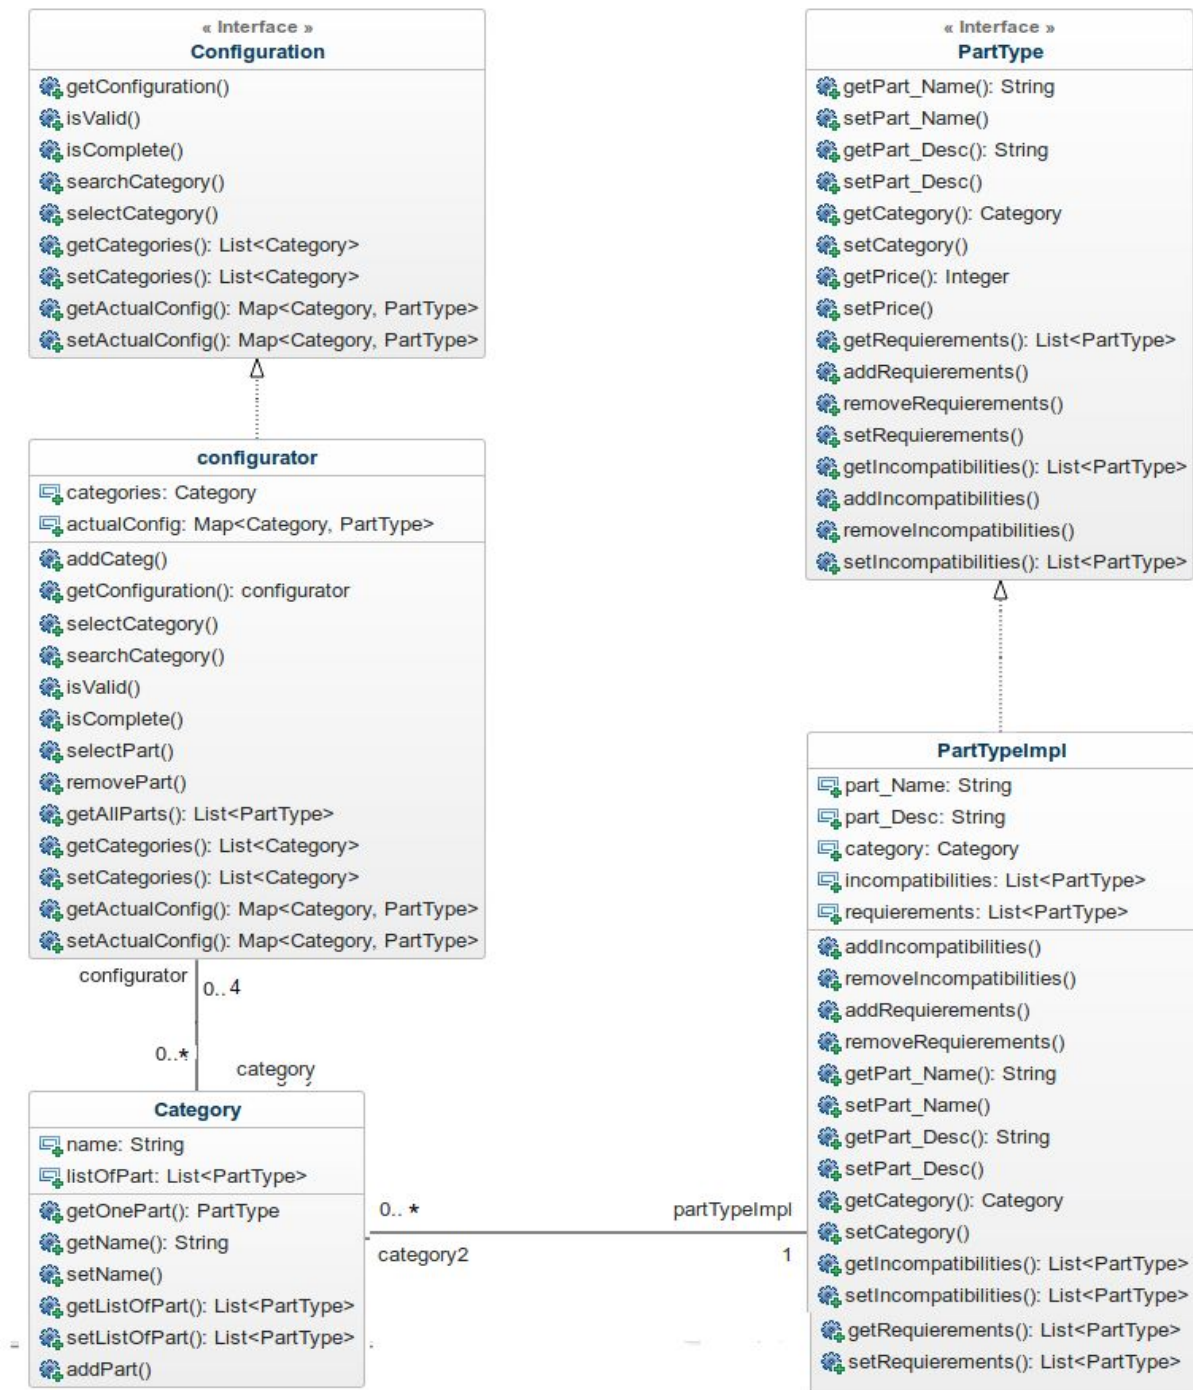 « Interface »
Configuration
getConfiguration()
isValid()
isComplete()
searchCategory()
selectCategory()
getCategories(): List<Category>
setCategories(): List<Category>
getActualConfig(): Map<Category, PartType>
setActualConfig(): Map<Category, PartType>
« Interface »
PartType
getPart_Name(): String
setPart_Name()
getPart_Desc(): String
setPart_Desc()
getCategory(): Category
setCategory()
getPrice(): Integer
setPrice()
getRequierements(): List<PartType>
addRequierements()
removeRequierements()
setRequierements()
getIncompatibilities(): List<PartType>
addIncompatibilities()
removeIncompatibilities()
setIncompatibilities(): List<PartType>
configurator
categories: Category
actualConfig: Map<Category, PartType>
addCateg()
getConfiguration(): configurator
selectCategory()
searchCategory()
isValid()
isComplete()
selectPart()
removePart()
getAllParts(): List<PartType>
getCategories(): List<Category>
setCategories(): List<Category>
getActualConfig(): Map<Category, PartType>
setActualConfig(): Map<Category, PartType>
configurator
0..4
0..*
category
Category
name: String
listOfPart: List<PartType>
getOnePart(): PartType
getName(): String
setName()
getListOfPart(): List<PartType>
setListOfPart(): List<PartType>
addPart()
0.. *
category2
partTypeImpl
1
PartTypeImpl
part_Name: String
part_Desc: String
category: Category
incompatibilities: List<PartType>
requierements: List<PartType>
addIncompatibilities()
removeIncompatibilities()
addRequierements()
removeRequierements()
getPart_Name(): String
setPart_Name()
getPart_Desc(): String
setPart_Desc()
getCategory(): Category
setCategory()
getIncompatibilities(): List<PartType>
setIncompatibilities(): List<PartType>
getRequierements(): List<PartType>
setRequierements(): List<PartType>